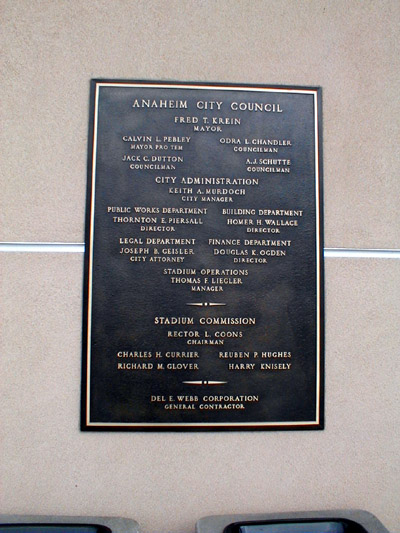 ANAHEIM CITY COUNCIL
FRED T. KREIN
MAYOR
CALVIN L. PEBLEY ODRA L. CHANDLER
MAYOR PRO TEM COUNCILMAN
JACK C. DUTTON A.J. SCHUTTE
COUNCILMAN COUNCILMAN
CITY ADMINISTRATION
KEITH A. MURDOCH
CITY MANAGER
PUBLIC WORKS DEPARTMENT BUILDING DEPARTMENT
THORNTON E. PIERSALL HOMER H. WALLACE
DIRECTOR DIRECTOR
LEGAL DEPARTMENT FINANCE DEPARTMENT
JOSEPH B. GEISLER DOUGLAS K. OGDEN
CITY ATTORNEY DIRECTOR
STADIUM OPERATIONS
THOMAS F. LIEGLER
MANAGER
STADIUM COMMISSION
RECTOR L. COONS
CHAIRMAN
CHARLES H. CURRIER REUBEN P. HUGHES
RICHARD M. GLOVER HARRY KNISELY
DEL E. WEBB CORPORATION
GENERAL CONTRACTOR